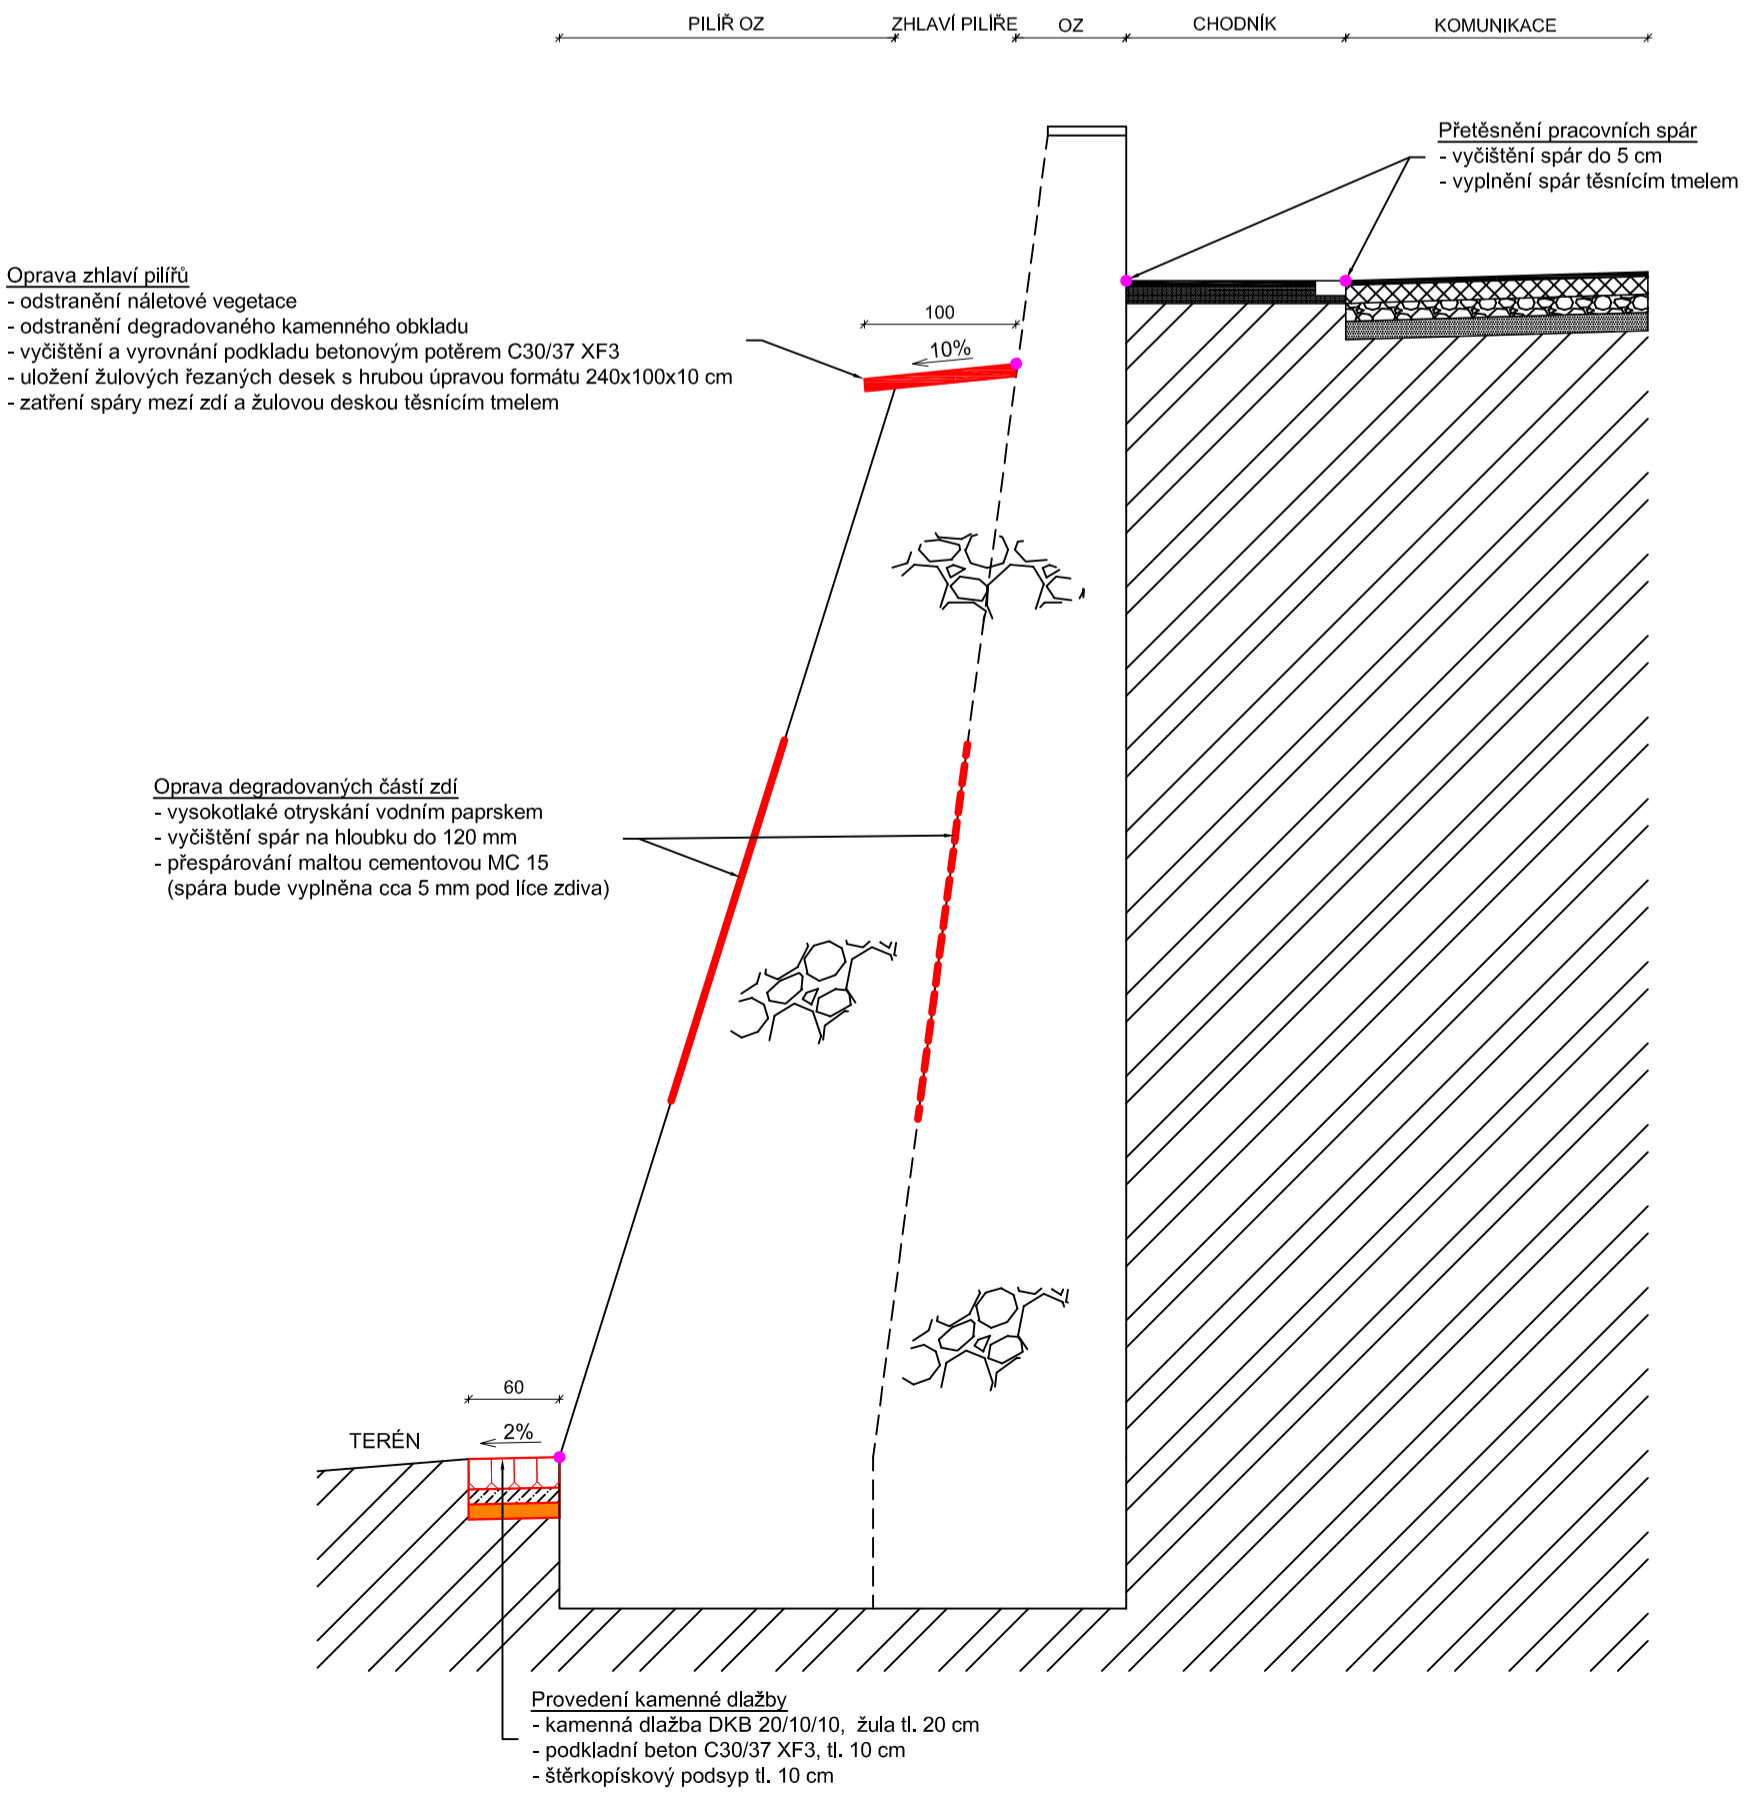 PILÍŘ OZ
ZHLAVÍ PILÍŘE
OZ
CHODNÍK
KOMUNIKACE
Přetěsnění pracovních spár
- vyčištění spár do 5 cm
- vyplnění spár těsnícím tmelem
Oprava zhlaví pilířů
- odstranění náletové vegetace
- odstranění degradovaného kamenného obkladu
- vyčištění a vyrovnání podkladu betonovým potěrem C30/37 XF3
- uložení žulových řezaných desek s hrubou úpravou formátu 240x100x10 cm
- zatření spáry mezí zdí a žulovou deskou těsnícím tmelem
100
10%
Oprava degradovaných částí zdí
- vysokotlaké otryskání vodním paprskem
- vyčištění spár na hloubku do 120 mm
- přespárování maltou cementovou MC 15
(spára bude vyplněna cca 5 mm pod líce zdiva)
60
2%
TERÉN
Provedení kamenné dlažby
- kamenná dlažba DKB 20/10/10, žula tl. 20 cm
- podkladní beton C30/37 XF3, tl. 10 cm
- štěrkopískový podsyp tl. 10 cm